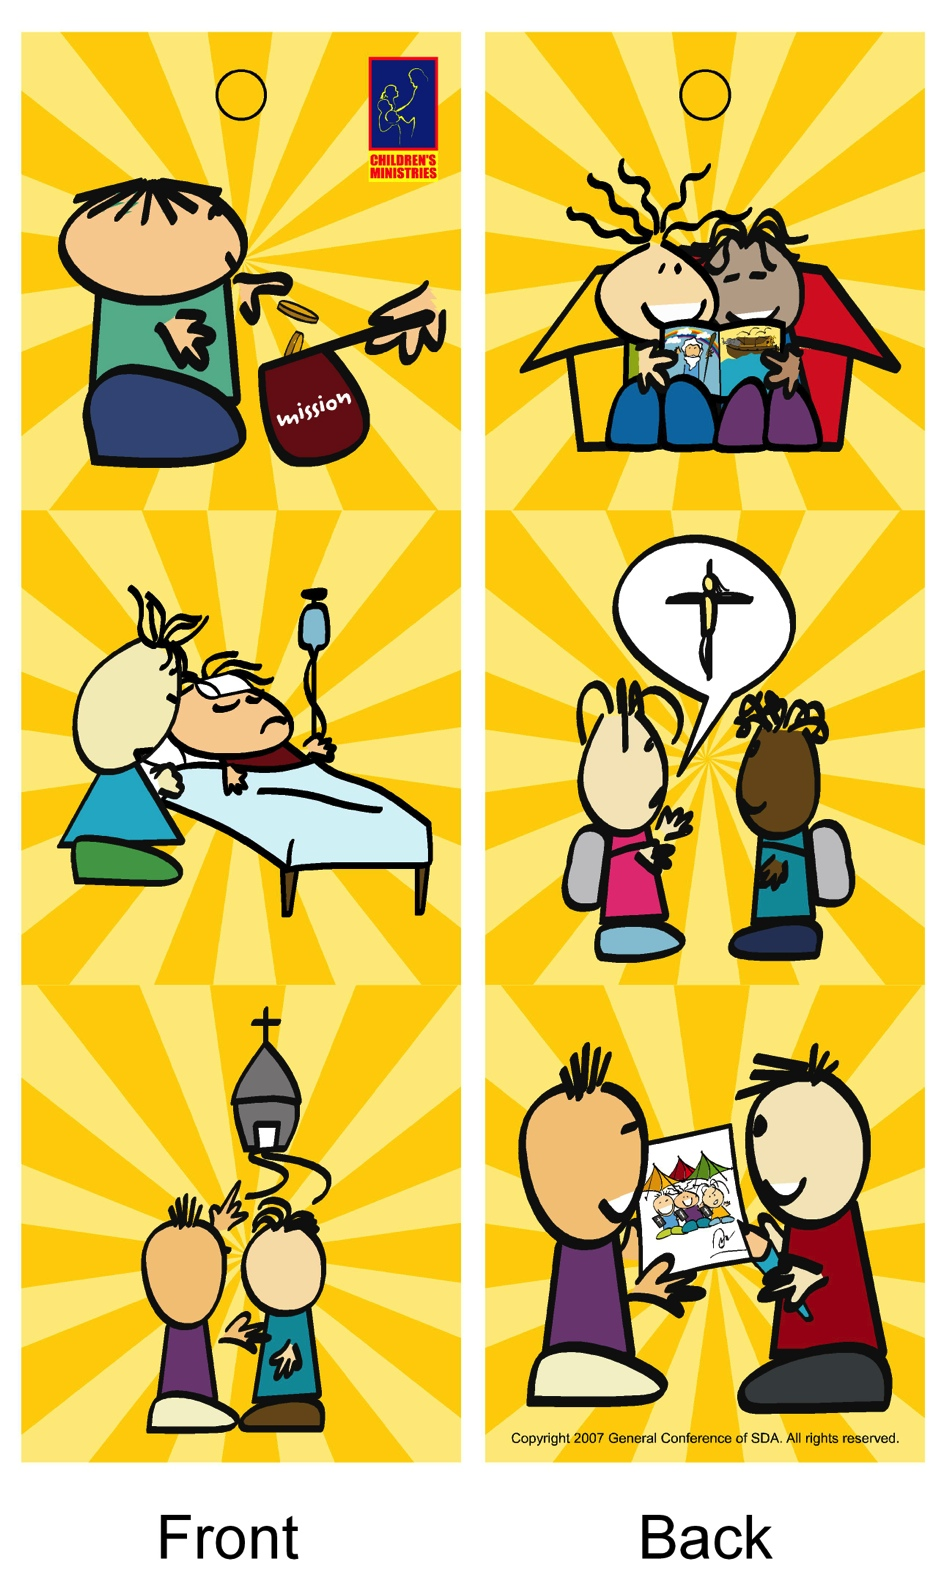 CHILDREN'S
MINISTRIES
mission
Copyright 2007 General Conference of SDA. All rights reserved.
Front
Back